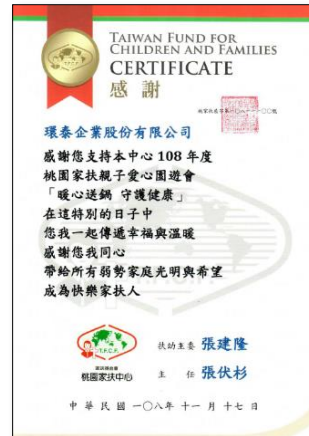 TAIWAN FUND FOR
CHILDREN AND FAMILIES
CERTIFICATE
感謝
環泰企業股份有限公司
感謝您支持本中心 108 年度
桃園家扶親子愛心園遊會
「暖心送鍋 守護健康」
在這特別的日子中
您我一起傳遞幸福與溫暖
感謝您我同心
帶給所有弱勢家庭光明與希望
成為快樂家扶人
桃園家扶中心
扶助主委 張建隆
主任 張伏杉
中華民國一〇八年十一月十七日